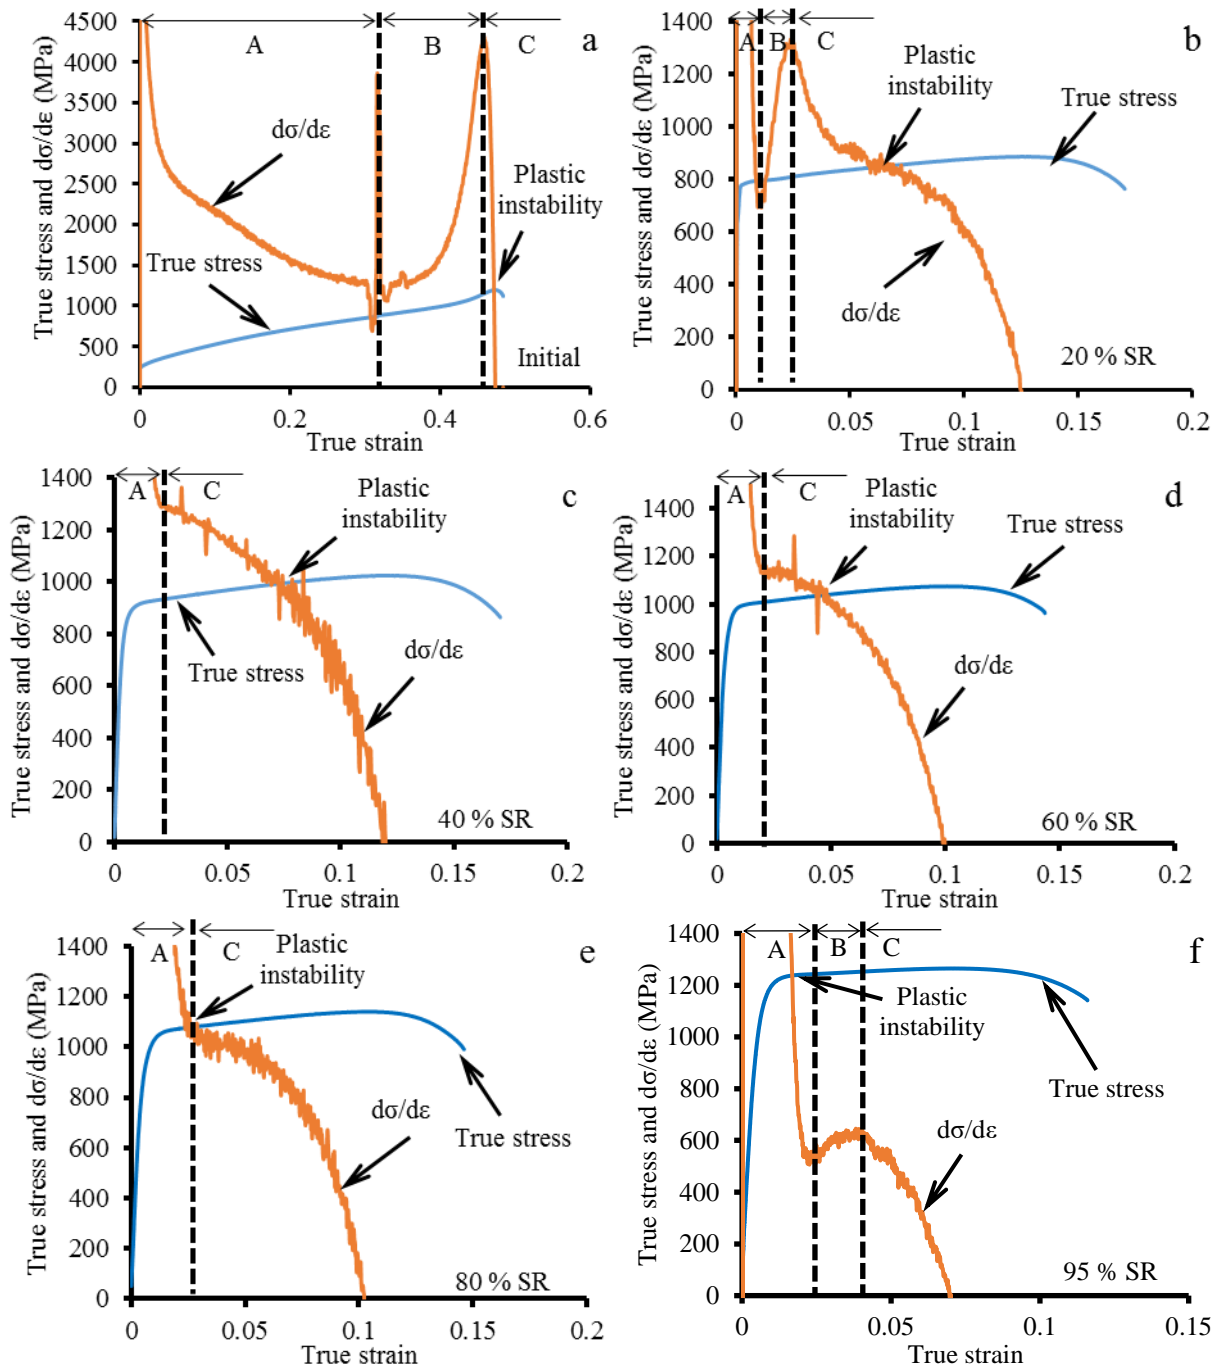 A B C a
4500
4000
3500
3000
2500
2000
1500
1000
500
0
True stress and dσ/dε (MPa)
dσ/dε
Plastic
instability
True stress
Initial
0 0.2 0.4 0.6
True strain
A B C b
1400
1200
1000
800
600
400
200
0
True stress and dσ/dε (MPa)
Plastic
instability
True stress
dσ/dε
20 % SR
0 0.05 0.1 0.15 0.2
True strain
A C c
1400
1200
1000
800
600
400
200
0
True stress and dσ/dε (MPa)
Plastic
instability
True stress
dσ/dε
40 % SR
0 0.05 0.1 0.15 0.2
True strain
A C d
1400
1200
1000
800
600
400
200
0
True stress and dσ/dε (MPa)
Plastic
instability
True stress
dσ/dε
60 % SR
0 0.05 0.1 0.15 0.2
True strain
A C e
1400
1200
1000
800
600
400
200
0
True stress and dσ/dε (MPa)
Plastic
instability
dσ/dε
True stress
80 % SR
0 0.05 0.1 0.15 0.2
True strain
A B C f
1400
1200
1000
800
600
400
200
0
True stress and dσ/dε (MPa)
Plastic
instability
True stress
dσ/dε
95 % SR
0 0.05 0.1 0.15
True strain